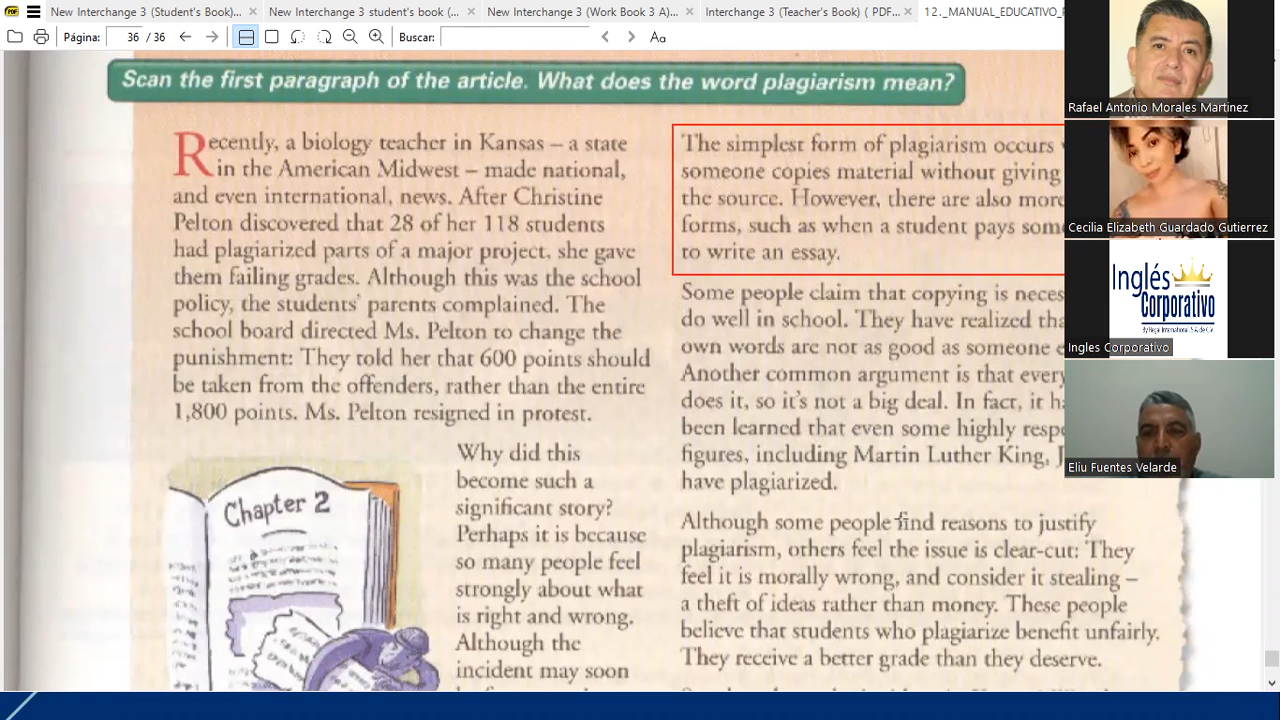 New Interchange 3 (Student's Book)...
New Interchange 3 student's book (...
New Interchange 3 (Work Book 3 A)...
Interchange 3 (Teacher's Book) ( PDF...
12._MANUAL_EDUCATIVO_
Página: 36 / 36 Buscar: Aa
Scan the first paragraph of the article. What does the word plagiarism mean?
Recently, a biology teacher in Kansas – a state
in the American Midwest – made national,
and even international, news. After Christine
Pelton discovered that 28 of her 118 students
had plagiarized parts of a major project, she gave
them failing grades. Although this was the school
policy, the students' parents complained. The
school board directed Ms. Pelton to change the
punishment: They told her that 600 points should
be taken from the offenders, rather than the entire
1,800 points. Ms. Pelton resigned in protest.
Why did this
become such a
significant story?
Perhaps it is because
so many people feel
strongly about what
is right and wrong.
Although the
incident may soon
Chapter 2
The simplest form of plagiarism occurs
someone copies material without giving
the source. However, there are also more
forms, such as when a student pays som
to write an essay.
Some people claim that copying is neces
do well in school. They have realized tha
own words are not as good as someone e
Another common argument is that every
does it, so it's not a big deal. In fact, it ha
been learned that even some highly respe
figures, including Martin Luther King, J
have plagiarized.
Although some people find reasons to justify
plagiarism, others feel the issue is clear-cut: They
feel it is morally wrong, and consider it stealing –
a theft of ideas rather than money. These people
believe that students who plagiarize benefit unfairly.
They receive a better grade than they deserve.
Rafael Antonio Morales Martinez
Cecilia Elizabeth Guardado Gutierrez
Inglés
Corporativo
By Regal International, S.A. de C.V.
Ingles Corporativo
Eliu Fuentes Velarde